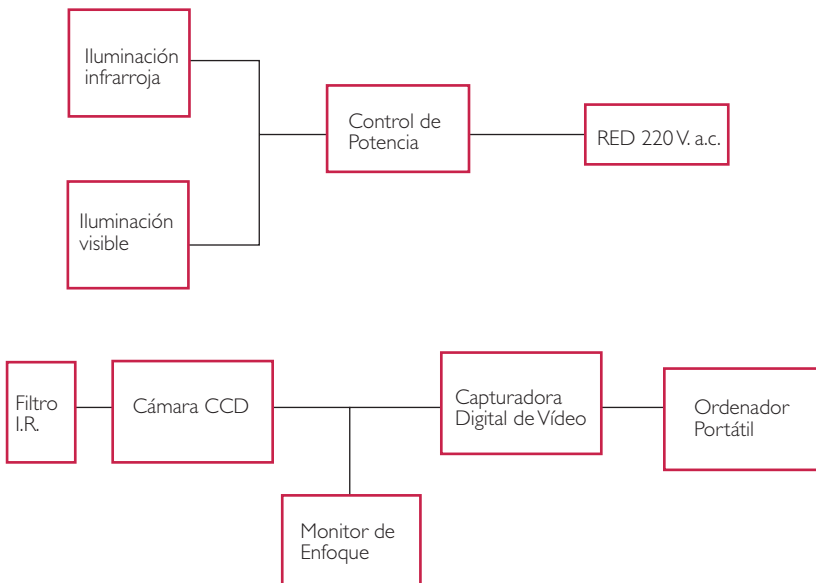 Iluminación
infrarroja
Control de
Potencia
RED 220 V. a.c.
Iluminación
visible
Filtro
I.R.
Cámara CCD
Capturadora
Digital de Vídeo
Ordenador
Portátil
Monitor de
Enfoque